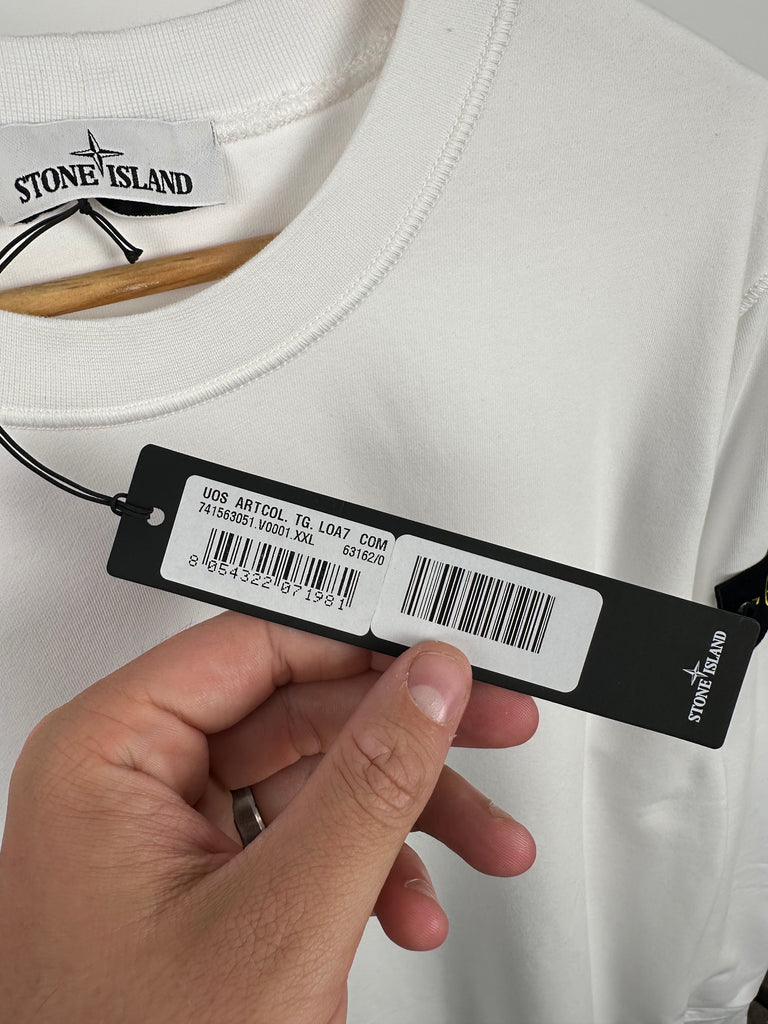 STONE ISLAND
UOS ARTCOL. TG. LOA7 COM
741563051.V0001.XXL 63162/0
8 054322 071981
STONE ISLAND